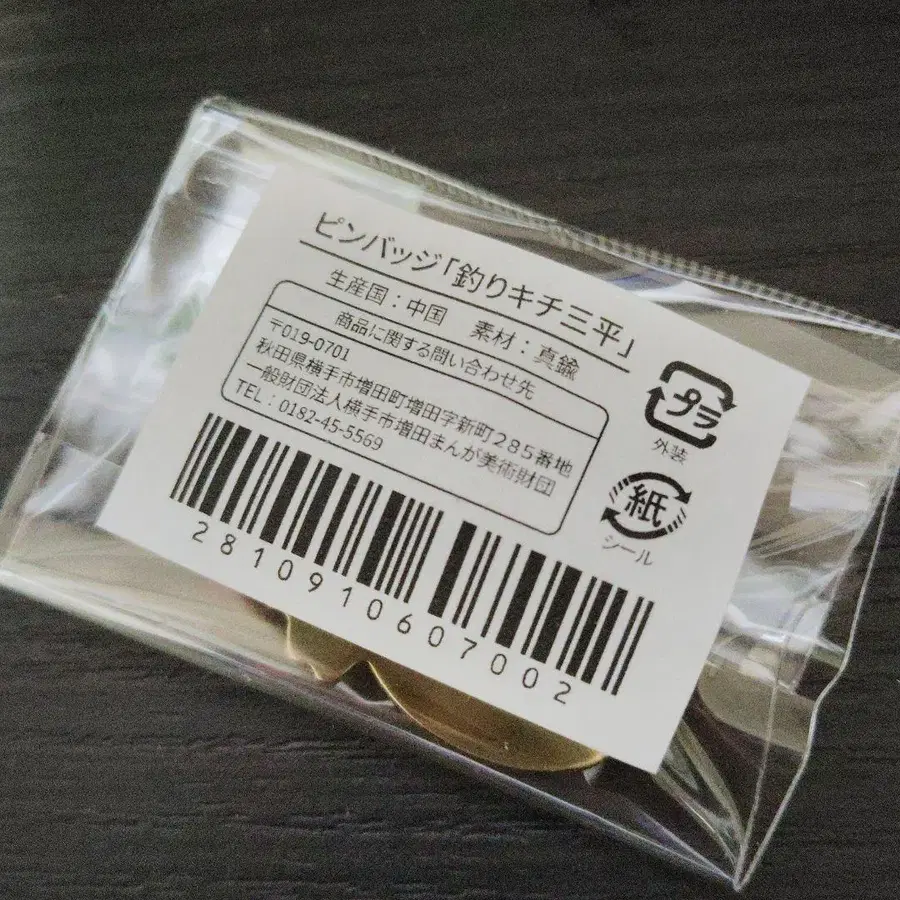 ピンバッジ「釣りキチ三平」
生産国：中国　素材：真鍮
商品に関する問い合わせ先
〒019-0701
秋田県横手市増田町増田字新町２８５番地
一般財団法人横手市増田まんが美術財団
TEL：0182-45-5569
プラ
外装
紙
シール
2810910607002